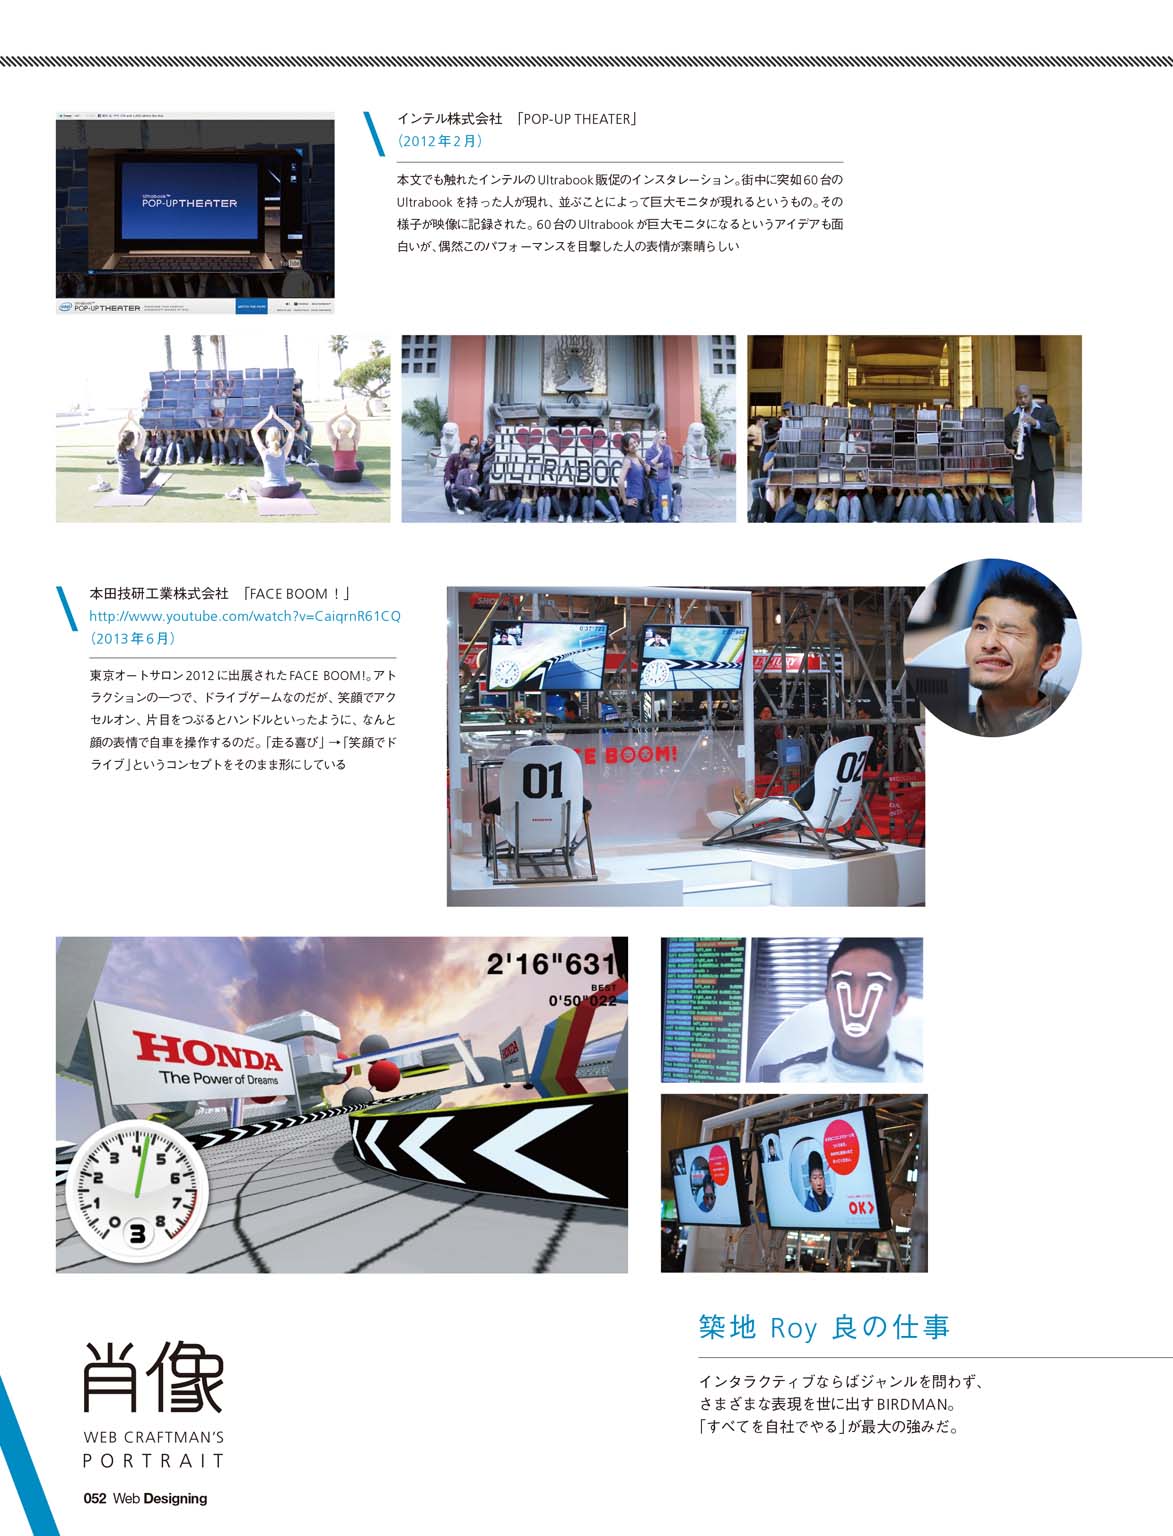 インテル株式会社 「POP-UP THEATER」
（2012年2月）
本文でも触れたインテルのUltrabook販促のインスタレーション。街中に突如60台の
Ultrabookを持った人が現れ、並ぶことによって巨大モニタが現れるというもの。その
様子が映像に記録された。60台のUltrabookが巨大モニタになるというアイデアも面
白いが、偶然このパフォーマンスを目撃した人の表情が素晴らしい
Ultrabook™
POP-UPTHEATER
YouTube
intel
Ultrabook™
POP-UPTHEATER
ULTRABOO
本田技研工業株式会社 「FACE BOOM！」
http://www.youtube.com/watch?v=CaiqrnR61CQ
（2013年6月）
東京オートサロン2012に出展されたFACE BOOM!。アト
ラクションの一つで、ドライブゲームなのだが、笑顔でアク
セルオン、片目をつぶるとハンドルといったように、なんと
顔の表情で自車を操作するのだ。「走る喜び」→「笑顔でド
ライブ」というコンセプトをそのまま形にしている
CE BOOM!
01
02
HONDA
2'16"631
BEST
0'50"022
HONDA
The Power of Dreams
HONDA
0 1 2 3 4 5 6 7 8
3
OK>
築地 Roy 良の仕事
インタラクティブならばジャンルを問わず、
さまざまな表現を世に出すBIRDMAN。
「すべてを自社でやる」が最大の強みだ。
肖像
WEB CRAFTMAN'S
PORTRAIT
052 Web Designing